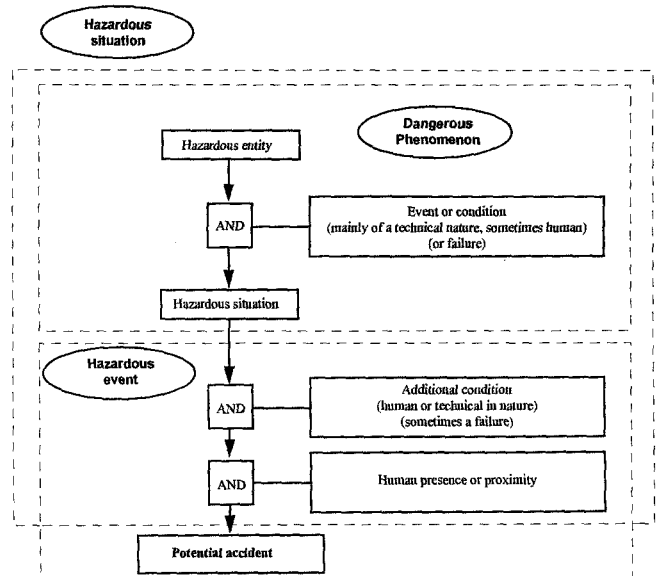 Hazardous
situation
Dangerous
Phenomenon
Hazardous entity
AND
Event or condition
(mainly of a technical nature, sometimes human)
(or failure)
Hazardous situation
Hazardous
event
AND
Additional condition
(human or technical in nature)
(sometimes a failure)
AND
Human presence or proximity
Potential accident